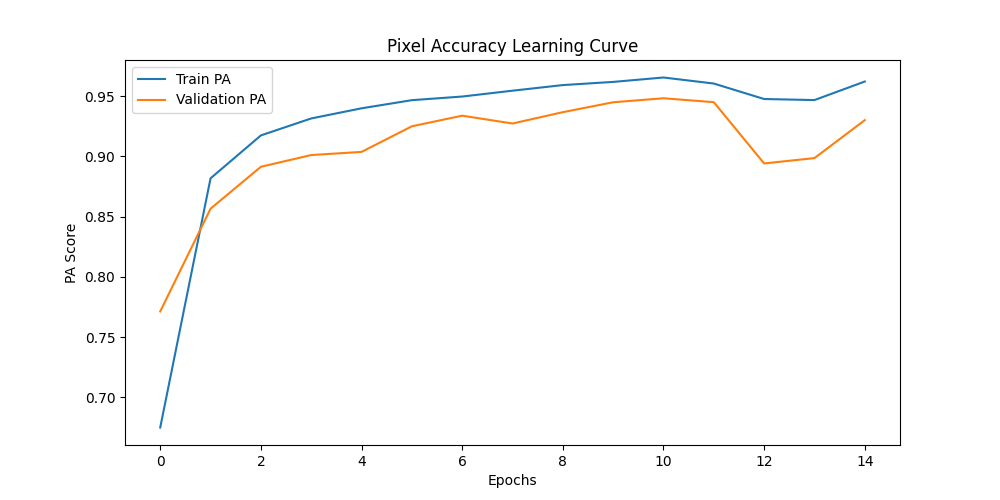 Pixel Accuracy Learning Curve
Train PA
Validation PA
PA Score
0.95
0.90
0.85
0.80
0.75
0.70
0 2 4 6 8 10 12 14
Epochs